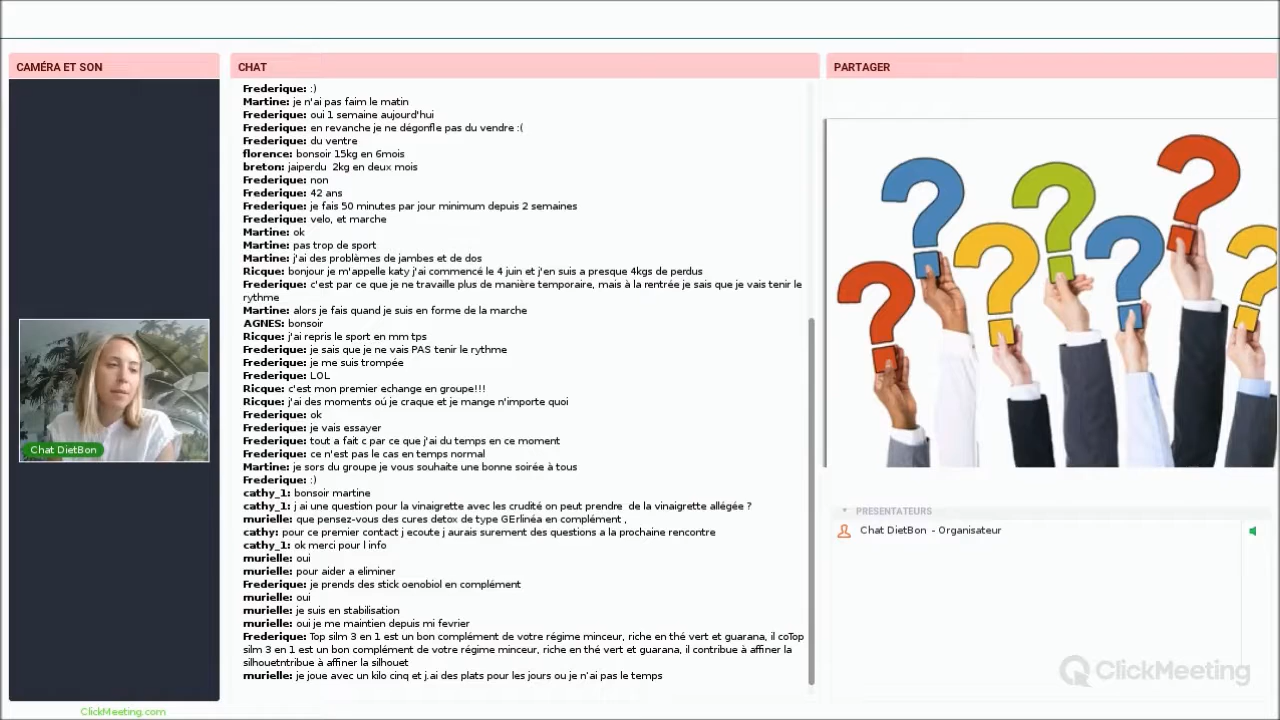 CAMÉRA ET SON
CHAT
PARTAGER
Frederique: :)
Martine: je n'ai pas faim le matin
Frederique: oui 1 semaine aujourd'hui
Frederique: en revanche je ne dégonfle pas du vendre :(
Frederique: du ventre
florence: bonsoir 15kg en 6mois
breton: jaiperdu  2kg en deux mois
Frederique: non
Frederique: 42 ans
Frederique: je fais 50 minutes par jour minimum depuis 2 semaines
Frederique: velo, et marche
Martine: ok
Martine: pas trop de sport
Martine: j'ai des problèmes de jambes et de dos
Ricque: bonjour je m'appelle katy j'ai commencé le 4 juin et j'en suis a presque 4kgs de perdus
Frederique: c'est par ce que je ne travaille plus de manière temporaire, mais à la rentrée je sais que je vais tenir le
rythme
Martine: alors je fais quand je suis en forme de la marche
AGNES: bonsoir
Ricque: j'ai repris le sport en mm tps
Frederique: je sais que je ne vais PAS tenir le rythme
Frederique: je me suis trompée
Frederique: LOL
Ricque: c'est mon premier echange en groupe!!!
Ricque: j'ai des moments oú je craque et je mange n'importe quoi
Frederique: ok
Frederique: je vais essayer
Frederique: tout a fait c par ce que j'ai du temps en ce moment
Frederique: ce n'est pas le cas en temps normal
Martine: je sors du groupe je vous souhaite une bonne soirée à tous
Frederique: :)
cathy_1: bonsoir martine
cathy_1: j ai une question pour la vinaigrette avec les crudité on peut prendre  de la vinaigrette allégée ?
murielle: que pensez-vous des cures detox de type GErlinéa en complément ,
cathy: pour ce premier contact j ecoute j aurais surement des questions a la prochaine rencontre
cathy_1: ok merci pour l info
murielle: oui
murielle: pour aider a eliminer
Frederique: je prends des stick oenobiol en complément
murielle: oui
murielle: je suis en stabilisation
murielle: oui je me maintien depuis mi fevrier
Frederique: Top silm 3 en 1 est un bon complément de votre régime minceur, riche en thé vert et guarana, il coTop
silm 3 en 1 est un bon complément de votre régime minceur, riche en thé vert et guarana, il contribue à affiner la
silhouetntribue à affiner la silhouet
murielle: je joue avec un kilo cinq et j.ai des plats pour les jours ou je n'ai pas le temps
Chat DietBon
PRESENTATEURS
Chat DietBon - Organisateur
ClickMeeting
ClickMeeting.com